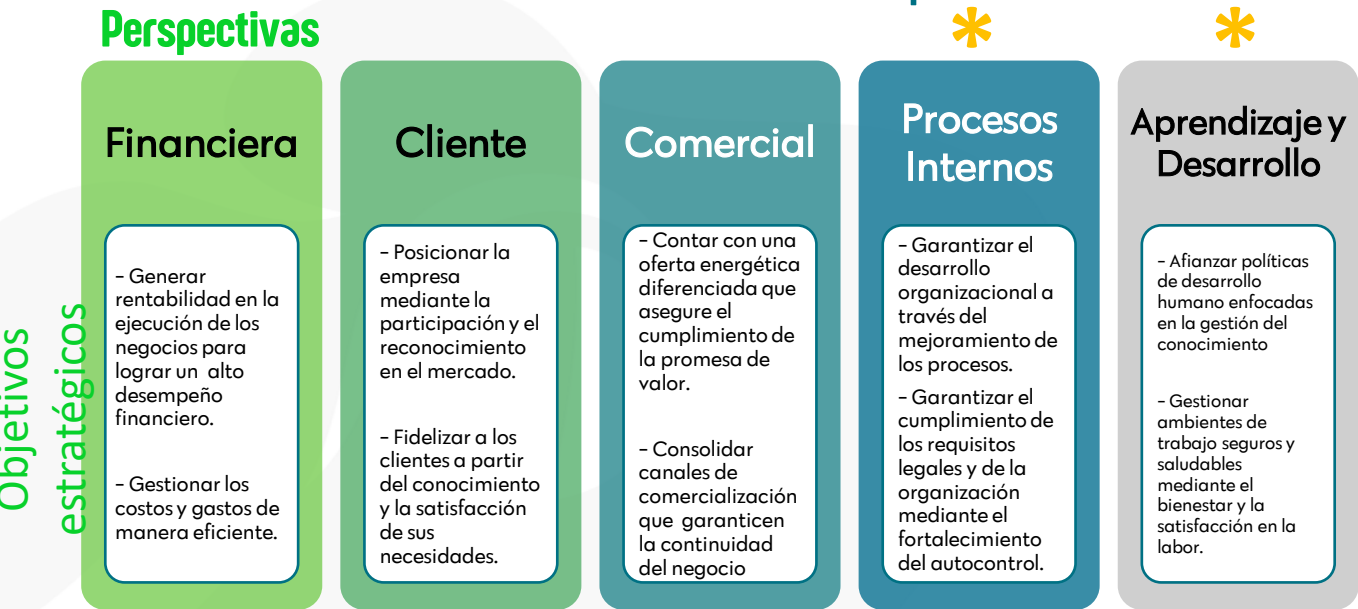 Perspectivas
*
*
Financiera
Cliente
Comercial
Procesos
Internos
Aprendizaje y
Desarrollo
Objetivos
estratégicos
- Generar
rentabilidad en la
ejecución de los
negocios para
lograr un alto
desempeño
financiero.
- Gestionar los
costos y gastos de
manera eficiente.
- Posicionar la
empresa
mediante la
participación y el
reconocimiento
en el mercado.
- Fidelizar a los
clientes a partir
del conocimiento
y la satisfacción
de sus
necesidades.
- Contar con una
oferta energética
diferenciada que
asegure el
cumplimiento de
la promesa de
valor.
- Consolidar
canales de
comercialización
que garanticen
la continuidad
del negocio
- Garantizar el
desarrollo
organizacional a
través del
mejoramiento de
los procesos.
- Garantizar el
cumplimiento de
los requisitos
legales y de la
organización
mediante el
fortalecimiento
del autocontrol.
- Afianzar políticas
de desarrollo
humano enfocadas
en la gestión del
conocimiento
- Gestionar
ambientes de
trabajo seguros y
saludables
mediante el
bienestar y la
satisfacción en la
labor.